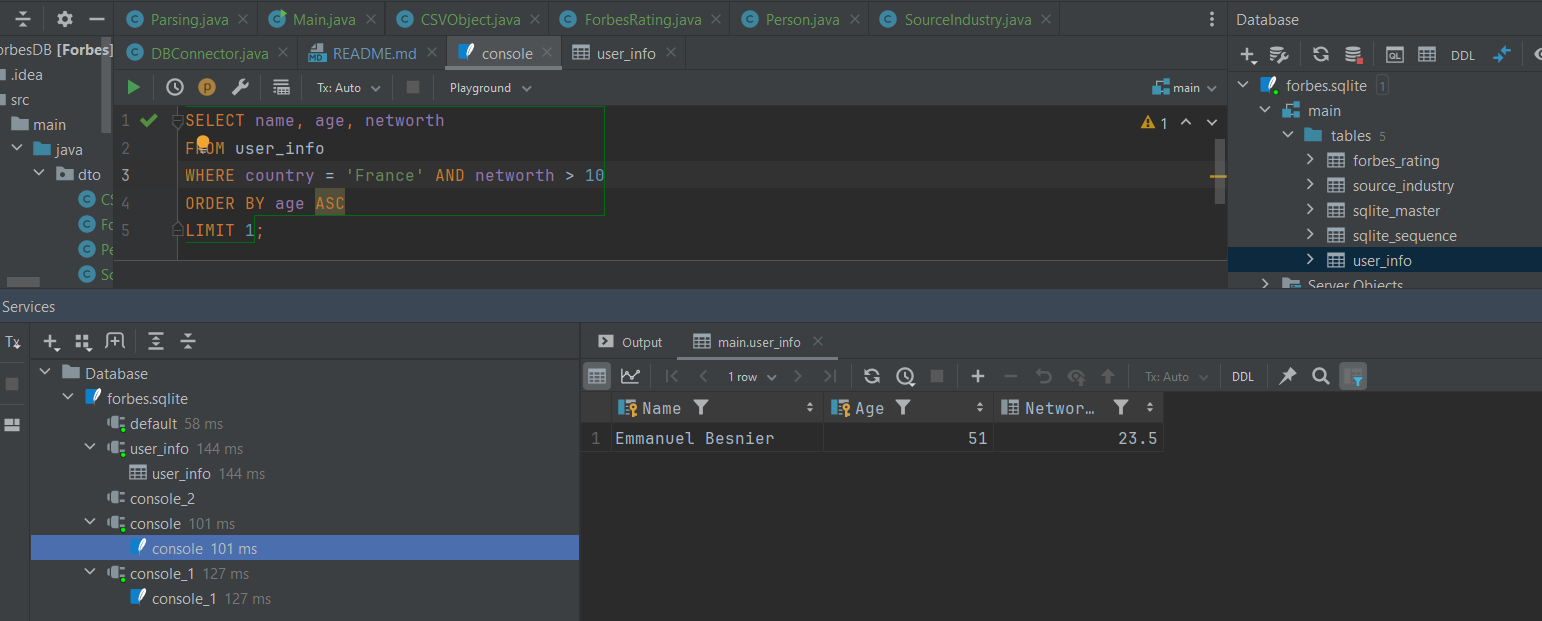 Parsing.java Main.java CSVObject.java ForbesRating.java Person.java SourceIndustry.java Database
orbesDB [Forbes] DBConnector.java README.md console user_info
DDL
.idea
src
main
java
dto
Tx: Auto Playground main
forbes.sqlite 1
main
tables 5
forbes_rating
source_industry
sqlite_master
sqlite_sequence
user_info
Server Objects
1 SELECT name, age, networth
2 FROM user_info
3 WHERE country = 'France' AND networth > 10
4 ORDER BY age ASC
5 LIMIT 1;
1
Services
Tx
Database
forbes.sqlite
default 58 ms
user_info 144 ms
user_info 144 ms
console_2
console 101 ms
console 101 ms
console_1 127 ms
console_1 127 ms
Output main.user_info
1 row Tx: Auto DDL
Name Age Networ...
1 Emmanuel Besnier 51 23.5